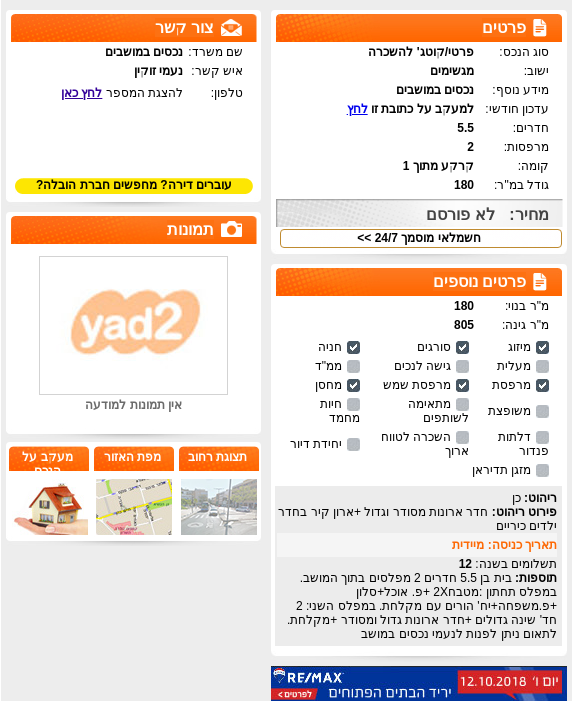 פרטים
סוג הנכס: פרטי/קוטג' להשכרה
ישוב: מגשימים
מידע נוסף: נכסים במושבים
עדכון חודשי: למעקב על כתובת זו לחץ
חדרים: 5.5
מרפסות: 2
קומה: קרקע מתוך 1
גודל במ"ר: 180
מחיר: לא פורסם
חשמלאי מוסמך 24/7 >>
פרטים נוספים
מ"ר בנוי: 180
מ"ר גינה: 805
מיזוג סורגים חניה
מעלית גישה לנכים ממ"ד
מרפסת מרפסת שמש מחסן
משופצת מתאימה לשותפים חיות מחמד
דלתות פנדור השכרה לטווח ארוך יחידת דיור
מזגן תדיראן
ריהוט: כן
פירוט ריהוט: חדר ארונות מסודר וגדול +ארון קיר בחדר
ילדים כיריים
תאריך כניסה: מיידית
תשלומים בשנה: 12
תוספות: בית בן 5.5 חדרים 2 מפלסים בתוך המושב.
במפלס תחתון :מטבחX2 +פ. אוכל+סלון
+פ.משפחה+יח' הורים עם מקלחת. במפלס השני: 2
חד' שינה גדולים +חדר ארונות גדול ומסודר +מקלחת.
לתאום ניתן לפנות לנעמי נכסים במושב
RE/MAX
יריד הבתים הפתוחים
יום ו' 12.10.2018
לפרטים >
צור קשר
שם משרד: נכסים במושבים
איש קשר: נעמי זוקין
טלפון: להצגת המספר לחץ כאן
עוברים דירה? מחפשים חברת הובלה?
תמונות
yad2
אין תמונות למודעה
תצוגת רחוב
מפת האזור
מעקב על
הנכס